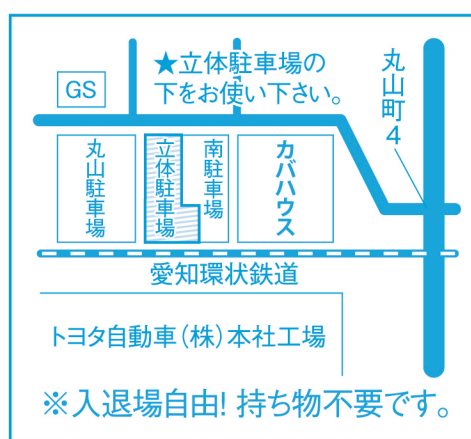 ★立体駐車場の
下をお使い下さい。
GS
丸山町4
丸山駐車場
立体駐車場
南駐車場
カバハウス
愛知環状鉄道
トヨタ自動車(株)本社工場
※入退場自由! 持ち物不要です。